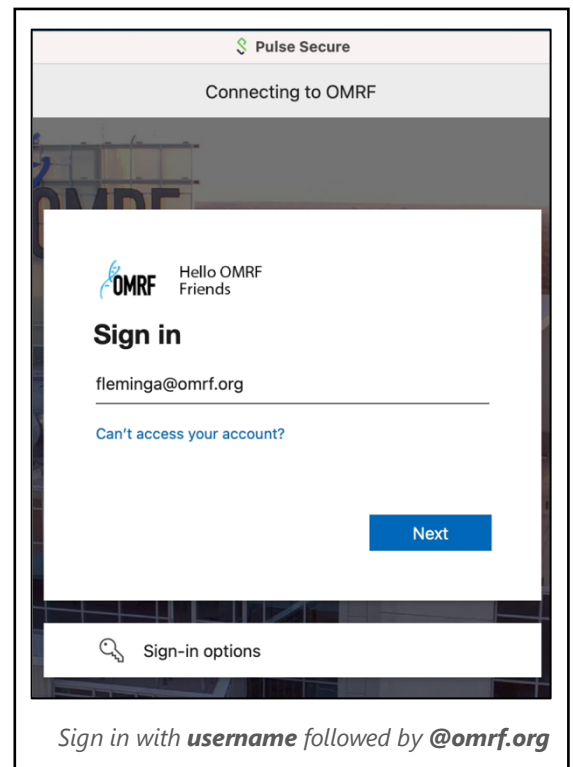 Pulse Secure
Connecting to OMRF
OMRF
OMRF
Hello OMRF
Friends
Sign in
fleminga@omrf.org
Can't access your account?
Next
Sign-in options
Sign in with username followed by @omrf.org